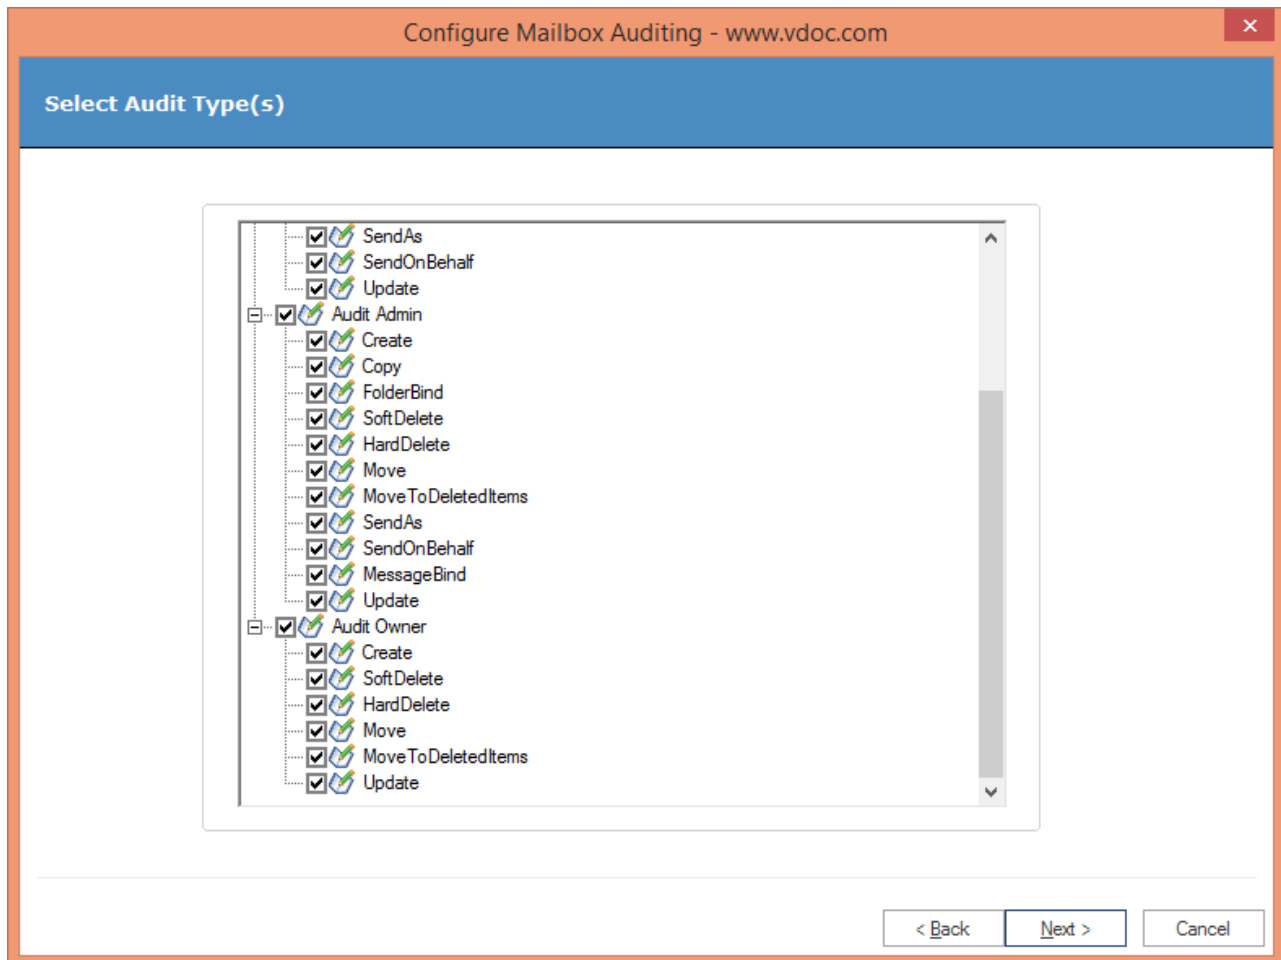 Configure Mailbox Auditing - www.vdoc.com
Select Audit Type(s)
SendAs
SendOnBehalf
Update
Audit Admin
Create
Copy
FolderBind
SoftDelete
HardDelete
Move
MoveToDeletedItems
SendAs
SendOnBehalf
MessageBind
Update
Audit Owner
Create
SoftDelete
HardDelete
Move
MoveToDeletedItems
Update
< Back Next > Cancel